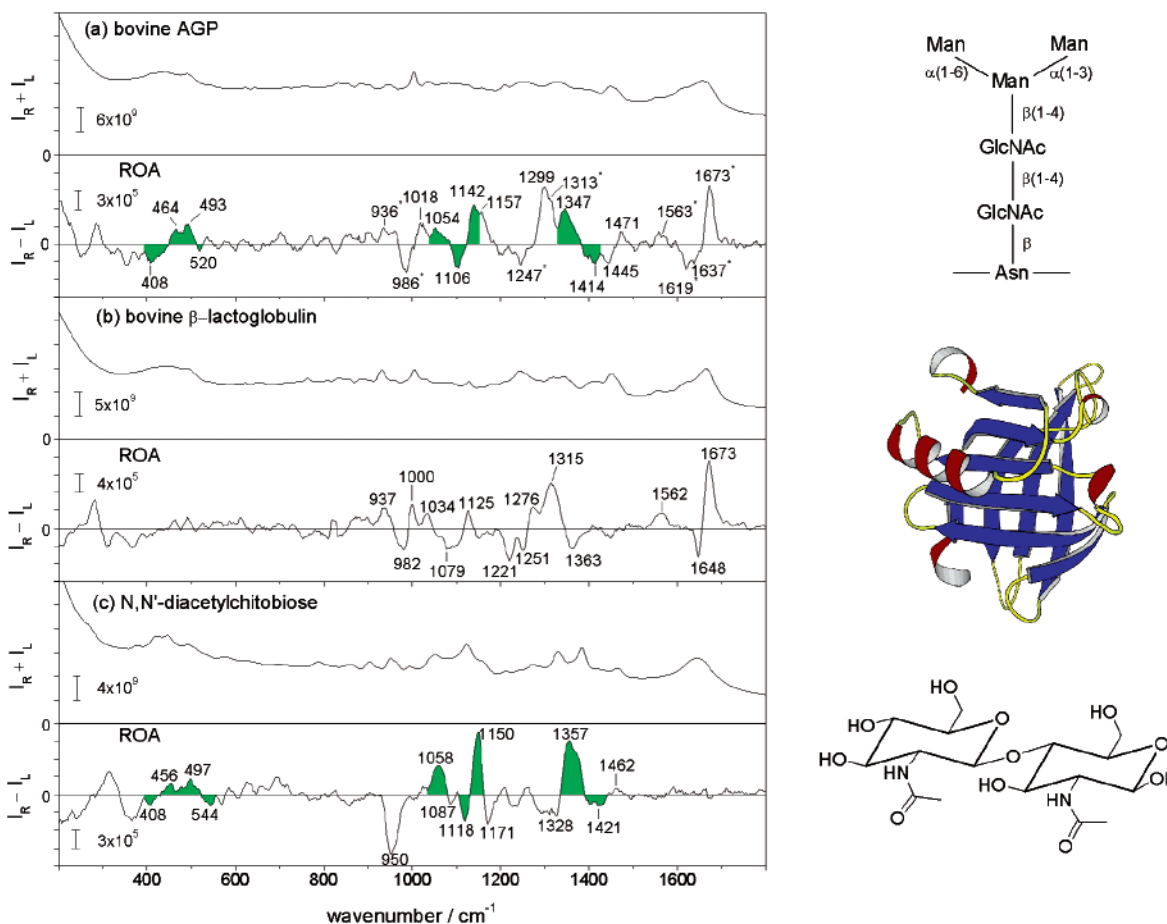 (a) bovine AGP
I_R + I_L
6x10^9
0
ROA
3x10^5
I_R − I_L
0
408
464
493
520
936*
986*
1018
1054
1106
1142
1157
1247*
1299
1313*
1347
1414
1445
1471
1563*
1619*
1637*
1673*
(b) bovine β–lactoglobulin
I_R + I_L
5x10^9
0
ROA
4x10^5
I_R − I_L
0
937
982
1000
1034
1079
1125
1221
1251
1276
1315
1363
1562
1648
1673
(c) N,N'-diacetylchitobiose
I_R + I_L
4x10^9
0
ROA
3x10^5
I_R − I_L
0
408
456
497
544
950
1058
1087
1118
1150
1171
1328
1357
1421
1462
400 600 800 1000 1200 1400 1600
wavenumber / cm^-1
Man Man
α(1-6) α(1-3)
Man
β(1-4)
GlcNAc
β(1-4)
GlcNAc
β
Asn
HO
HO
HO
HN
O
O
O
HO
HO
HN
O
O